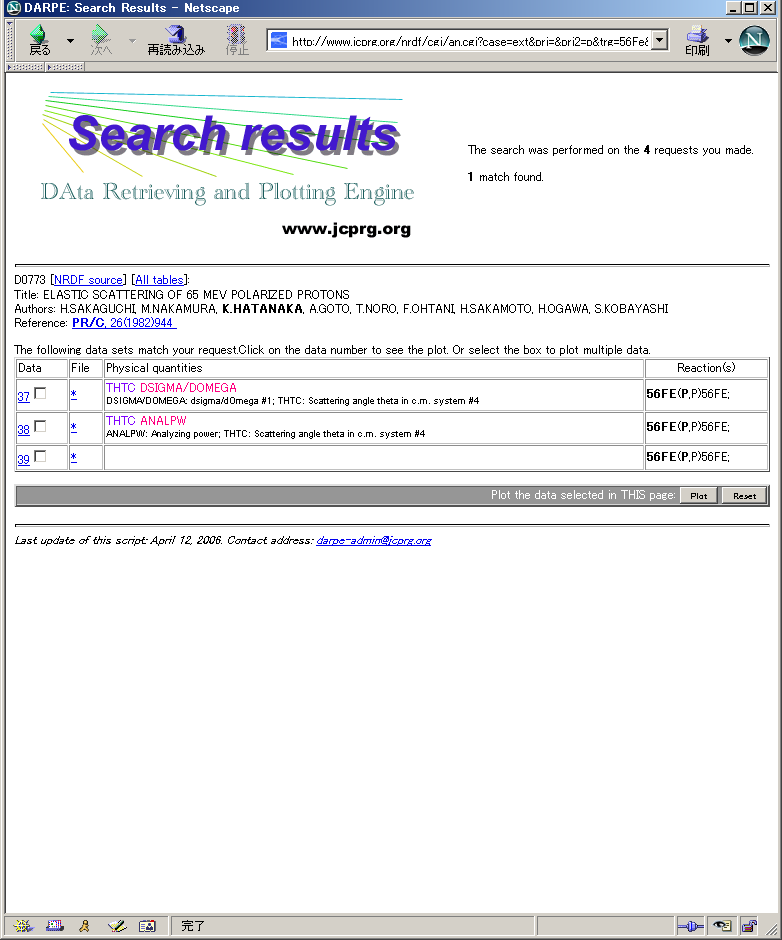 DARPE: Search Results - Netscape
戻る 次へ 再読み込み 停止 http://www.jcprg.org/nrdf/cgi/an.cgi?case=ext&pri=&pri2=p&trg=56Fe& 印刷 N
Search results
DAta Retrieving and Plotting Engine
www.jcprg.org
The search was performed on the 4 requests you made.
1 match found.
D0773 [NRDF source] [All tables]:
Title: ELASTIC SCATTERING OF 65 MEV POLARIZED PROTONS
Authors: H.SAKAGUCHI, M.NAKAMURA, K.HATANAKA, A.GOTO, T.NORO, F.OHTANI, H.SAKAMOTO, H.OGAWA, S.KOBAYASHI
Reference: PR/C, 26(1982)944
The following data sets match your request.Click on the data number to see the plot. Or select the box to plot multiple data.
Data File Physical quantities Reaction(s)
37 * THTC DSIGMA/DOMEGA 56FE(P,P)56FE;
DSIGMA/DOMEGA: dsigma/dOmega #1; THTC: Scattering angle theta in c.m. system #4
38 * THTC ANALPW 56FE(P,P)56FE;
ANALPW: Analyzing power; THTC: Scattering angle theta in c.m. system #4
39 * 56FE(P,P)56FE;
Plot the data selected in THIS page: Plot Reset
Last update of this script: April 12, 2006. Contact address: darpe-admin@jcprg.org
完了